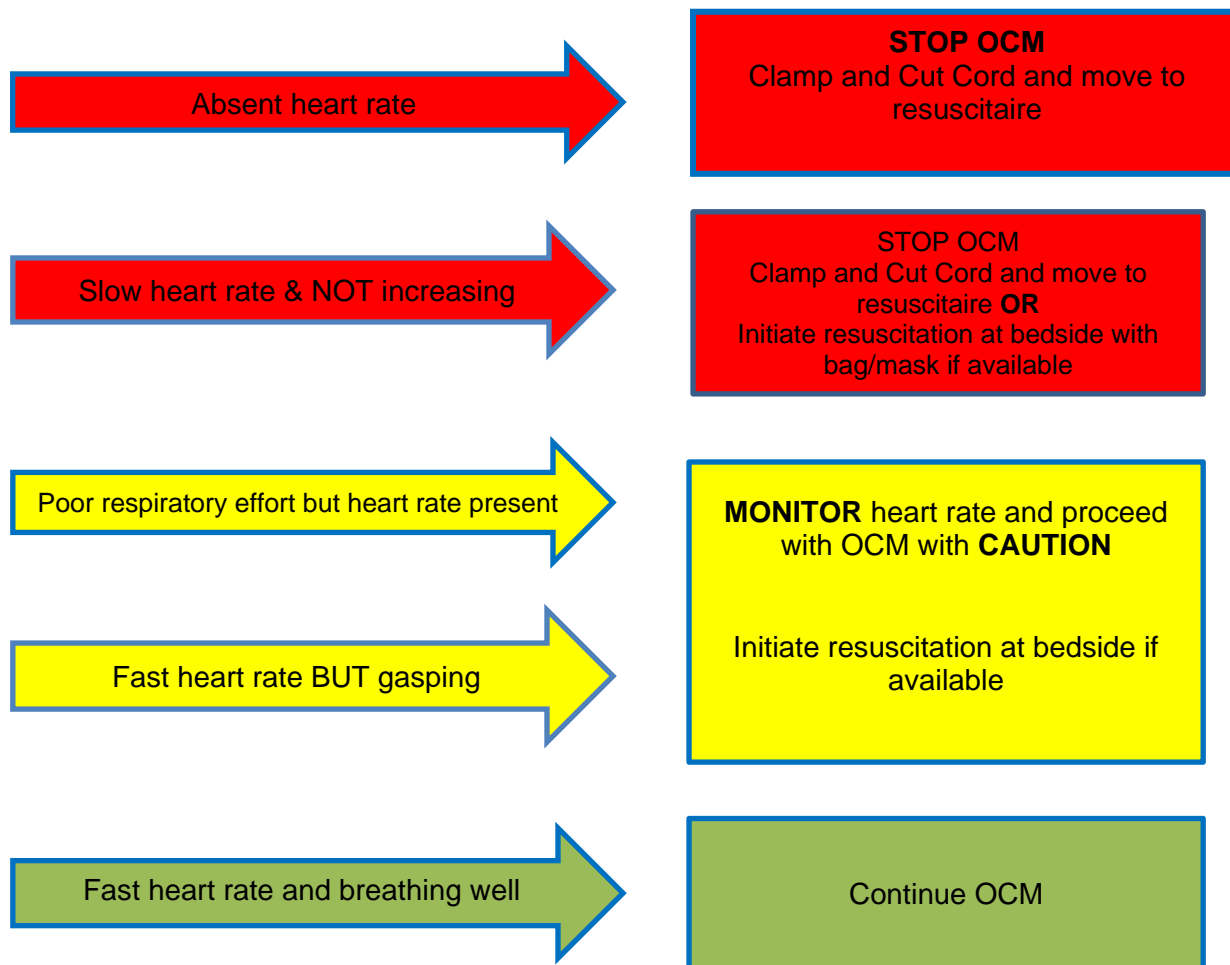 Absent heart rate
STOP OCM
Clamp and Cut Cord and move to
resuscitaire
Slow heart rate & NOT increasing
STOP OCM
Clamp and Cut Cord and move to
resuscitaire OR
Initiate resuscitation at bedside with
bag/mask if available
Poor respiratory effort but heart rate present
Fast heart rate BUT gasping
MONITOR heart rate and proceed
with OCM with CAUTION
Initiate resuscitation at bedside if
available
Fast heart rate and breathing well
Continue OCM